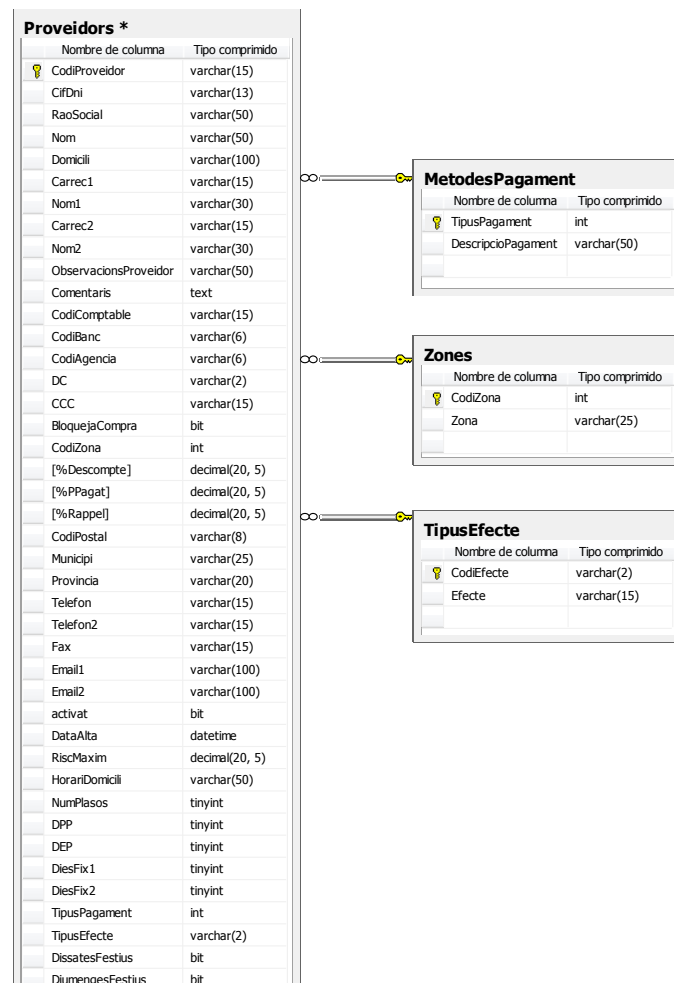 Proveidors *
Nombre de columna Tipo comprimido
CodiProveidor varchar(15)
CifDni varchar(13)
RaoSocial varchar(50)
Nom varchar(50)
Domicili varchar(100)
Carrec1 varchar(15)
Nom1 varchar(30)
Carrec2 varchar(15)
Nom2 varchar(30)
ObservacionsProveidor varchar(50)
Comentaris text
CodiComptable varchar(15)
CodiBanc varchar(6)
CodiAgencia varchar(6)
DC varchar(2)
CCC varchar(15)
BloquejaCompra bit
CodiZona int
[%Descompte] decimal(20, 5)
[%PPagat] decimal(20, 5)
[%Rappel] decimal(20, 5)
CodiPostal varchar(8)
Municipi varchar(25)
Provincia varchar(20)
Telefon varchar(15)
Telefon2 varchar(15)
Fax varchar(15)
Email1 varchar(100)
Email2 varchar(100)
activat bit
DataAlta datetime
RiscMaxim decimal(20, 5)
HorariDomicili varchar(50)
NumPlasos tinyint
DPP tinyint
DEP tinyint
DiesFix1 tinyint
DiesFix2 tinyint
TipusPagament int
TipusEfecte varchar(2)
DissatesFestius bit
DiumengesFestius bit
MetodesPagament
Nombre de columna Tipo comprimido
TipusPagament int
DescripcioPagament varchar(50)
Zones
Nombre de columna Tipo comprimido
CodiZona int
Zona varchar(25)
TipusEfecte
Nombre de columna Tipo comprimido
CodiEfecte varchar(2)
Efecte varchar(15)